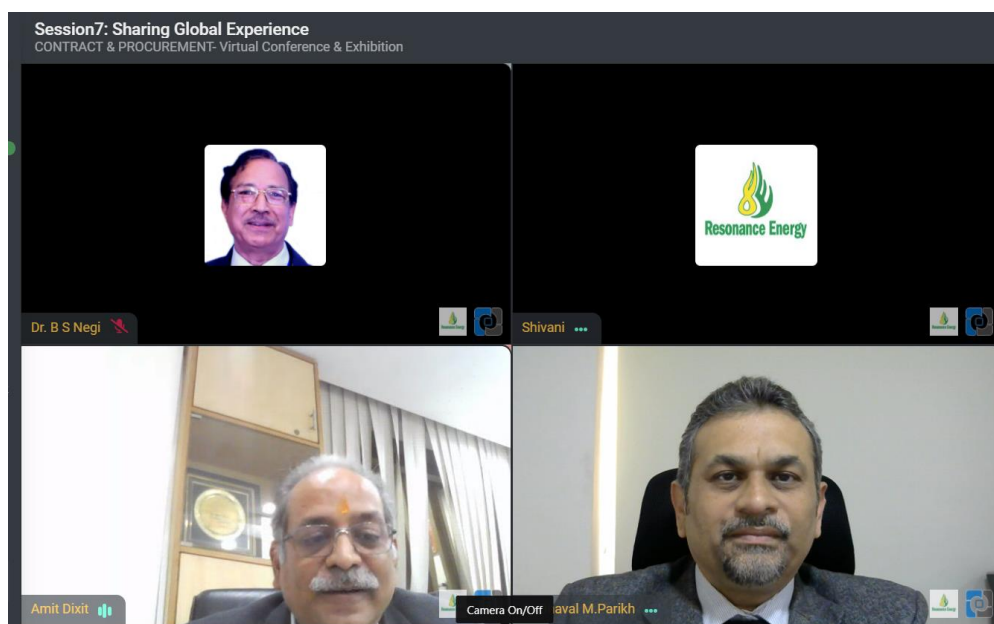 Session7: Sharing Global Experience
CONTRACT & PROCUREMENT- Virtual Conference & Exhibition
Resonance Energy
Dr. B S Negi
Shivani
Amit Dixit
Camera On/Off
aval M.Parikh